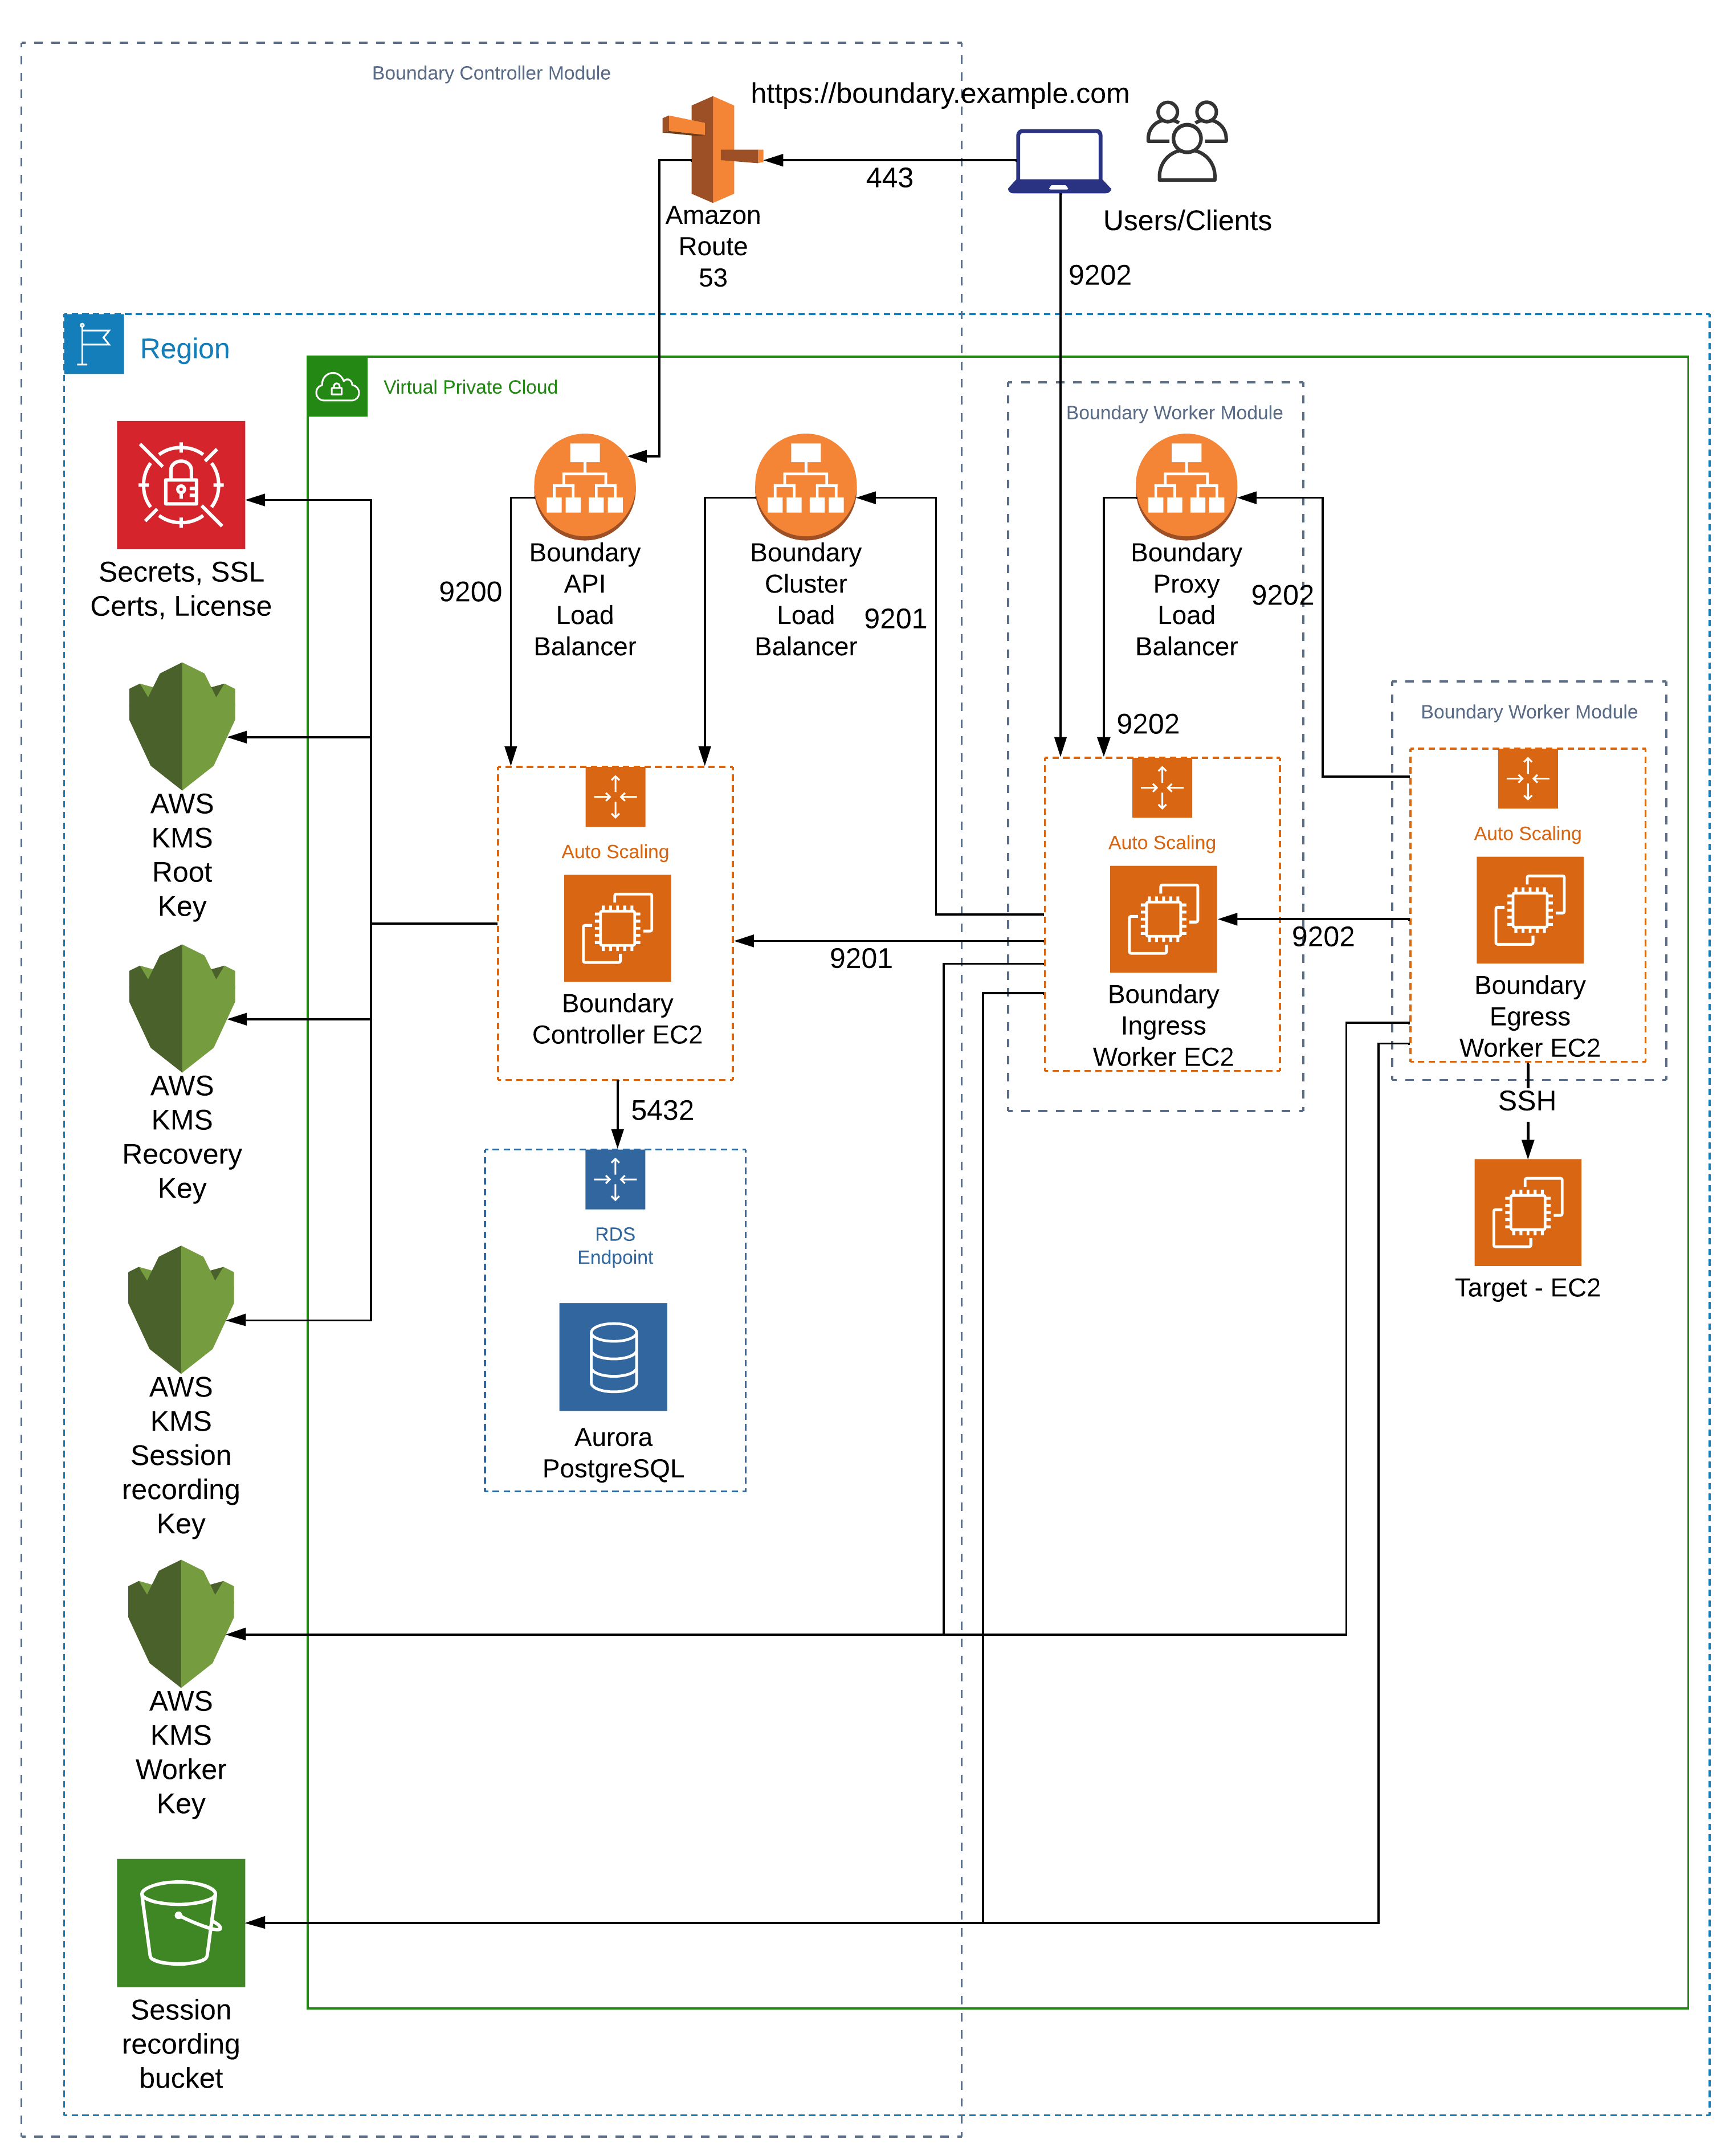 Boundary Controller Module
https://boundary.example.com
443
Users/Clients
Amazon
Route
53
9202
Region
Virtual Private Cloud
Boundary Worker Module
Secrets, SSL
Certs, License
Boundary
API
Load
Balancer
9200
Boundary
Cluster
Load
Balancer
9201
Boundary
Proxy
Load
Balancer
9202
9202
Boundary Worker Module
AWS
KMS
Root
Key
Auto Scaling
Boundary
Controller EC2
9201
Auto Scaling
Boundary
Ingress
Worker EC2
9202
Auto Scaling
Boundary
Egress
Worker EC2
SSH
Target - EC2
AWS
KMS
Recovery
Key
5432
RDS
Endpoint
Aurora
PostgreSQL
AWS
KMS
Session
recording
Key
AWS
KMS
Worker
Key
Session
recording
bucket